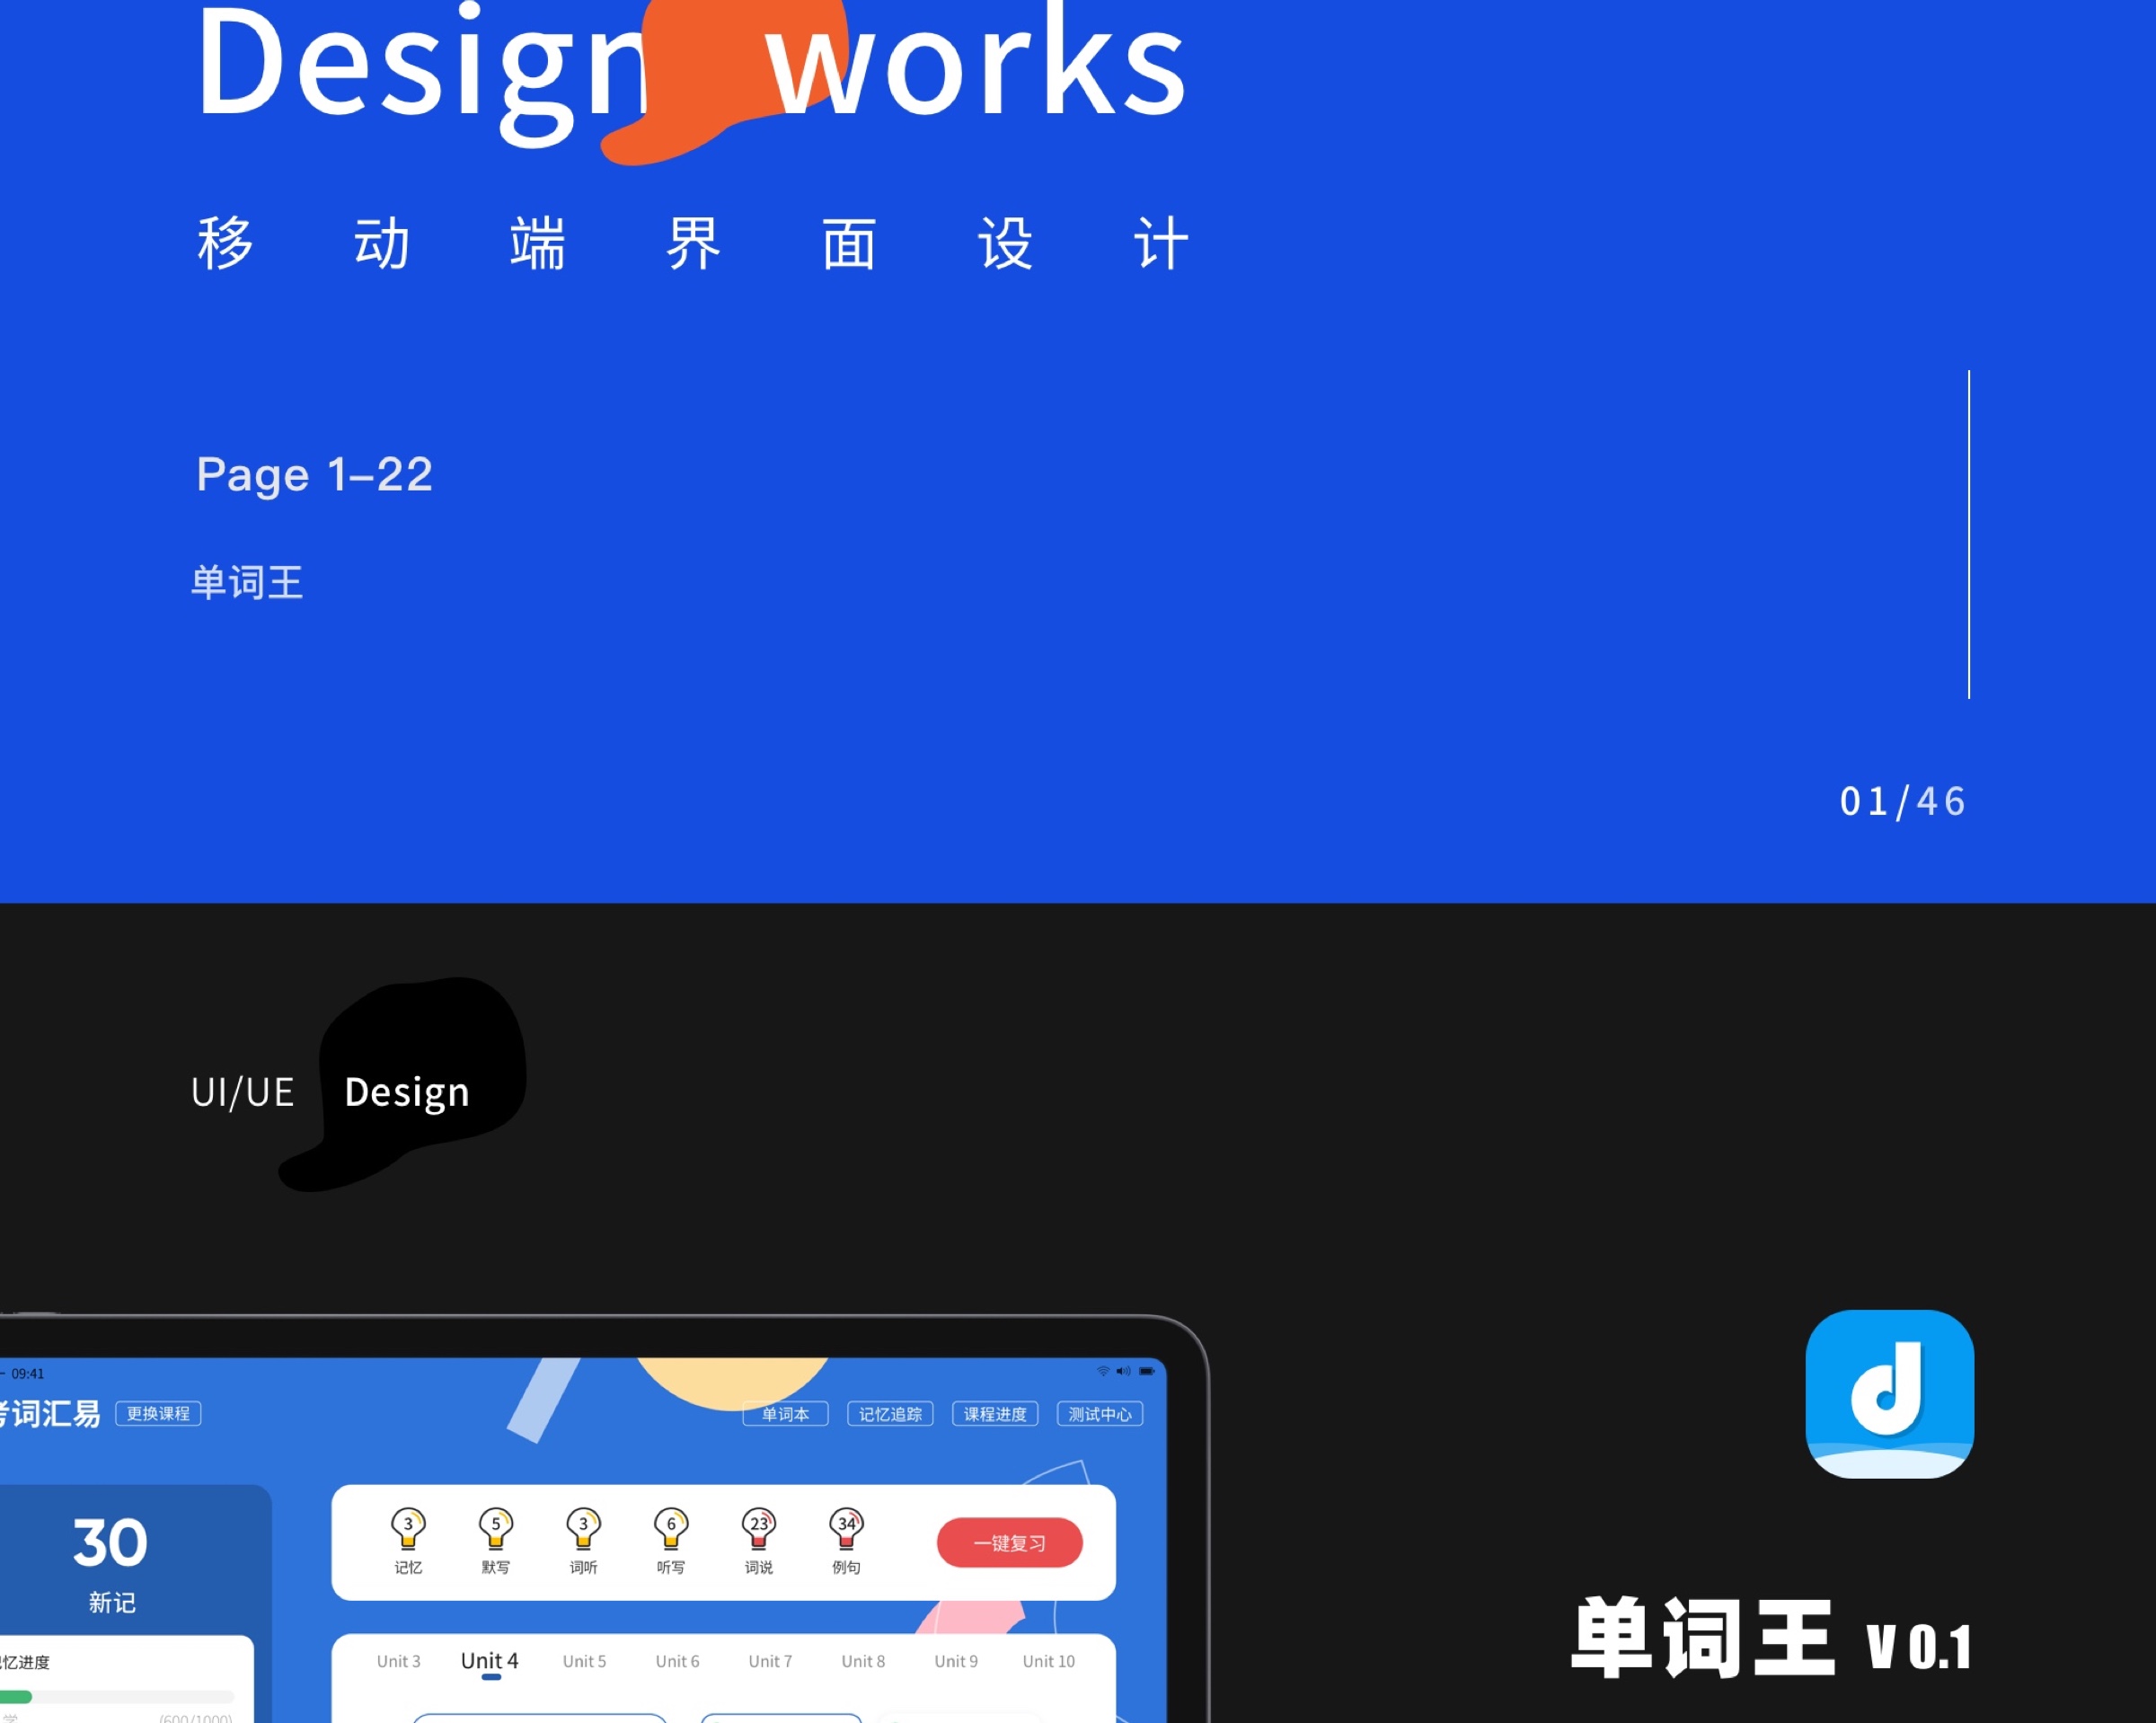 Design works
移动端界面设计
Page 1–22
单词王
01/46
UI/UE Design
09:41
词汇易 更换课程 单词本 记忆追踪 课程进度 测试中心
30
新记
3 5 3 6 23 34
记忆 默写 词听 听写 词说 例句
一键复习
忆进度
Unit 3 Unit 4 Unit 5 Unit 6 Unit 7 Unit 8 Unit 9 Unit 10
学 (600/1000)
d
单词王 V 0.1